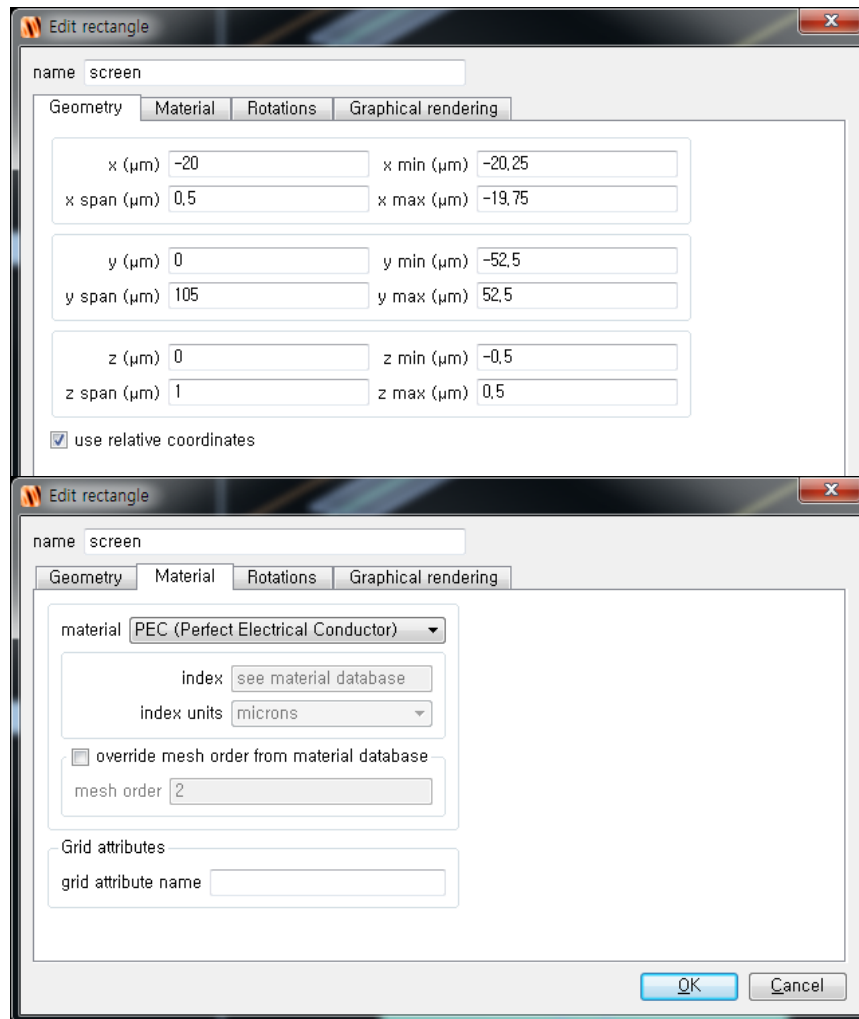 Edit rectangle
name screen
Geometry Material Rotations Graphical rendering
x (μm) -20 x min (μm) -20,25
x span (μm) 0,5 x max (μm) -19,75
y (μm) 0 y min (μm) -52,5
y span (μm) 105 y max (μm) 52,5
z (μm) 0 z min (μm) -0,5
z span (μm) 1 z max (μm) 0,5
use relative coordinates
Edit rectangle
name screen
Geometry Material Rotations Graphical rendering
material PEC (Perfect Electrical Conductor)
index see material database
index units microns
override mesh order from material database
mesh order 2
Grid attributes
grid attribute name
OK Cancel